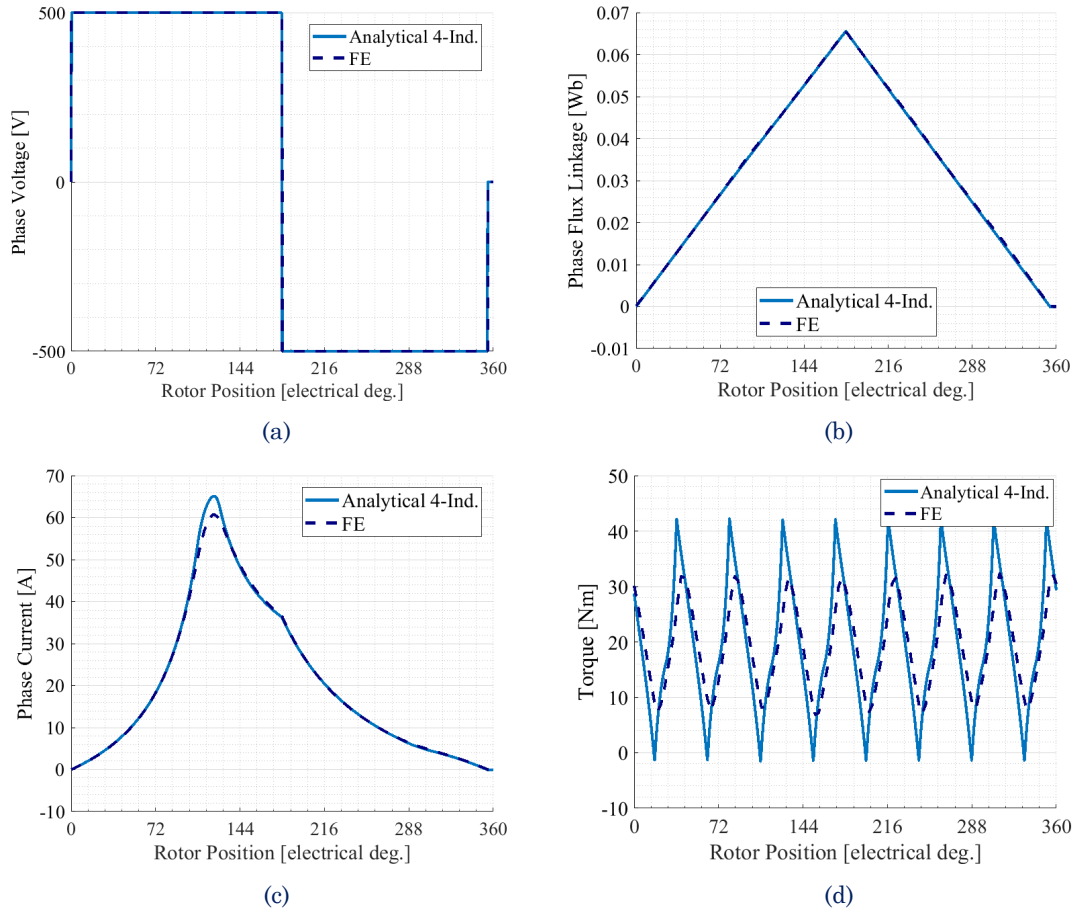 500
0
-500
Phase Voltage [V]
Analytical 4-Ind.
FE
0 72 144 216 288 360
Rotor Position [electrical deg.]
(a)
0.07
0.06
0.05
0.04
0.03
0.02
0.01
0
-0.01
Phase Flux Linkage [Wb]
Analytical 4-Ind.
FE
0 72 144 216 288 360
Rotor Position [electrical deg.]
(b)
70
60
50
40
30
20
10
0
-10
Phase Current [A]
Analytical 4-Ind.
FE
0 72 144 216 288 360
Rotor Position [electrical deg.]
(c)
50
40
30
20
10
0
-10
Torque [Nm]
Analytical 4-Ind.
FE
0 72 144 216 288 360
Rotor Position [electrical deg.]
(d)